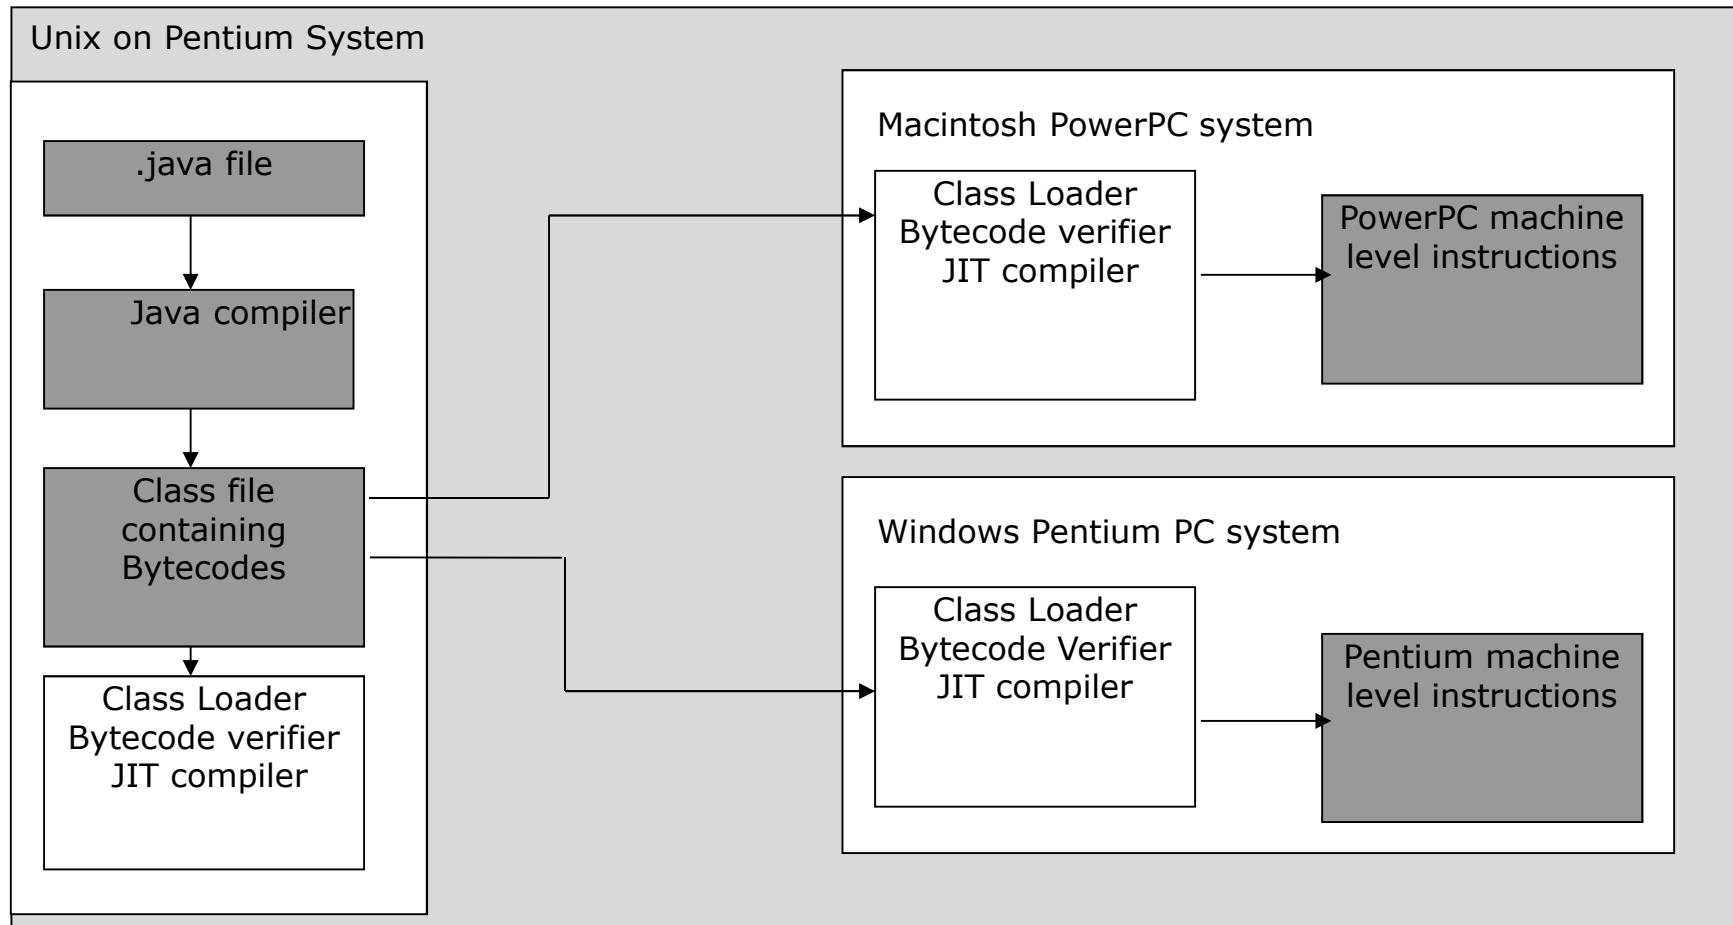 Unix on Pentium System
.java file
Java compiler
Class file
containing
Bytecodes
Class Loader
Bytecode verifier
JIT compiler
Macintosh PowerPC system
Class Loader
Bytecode verifier
JIT compiler
PowerPC machine
level instructions
Windows Pentium PC system
Class Loader
Bytecode Verifier
JIT compiler
Pentium machine
level instructions